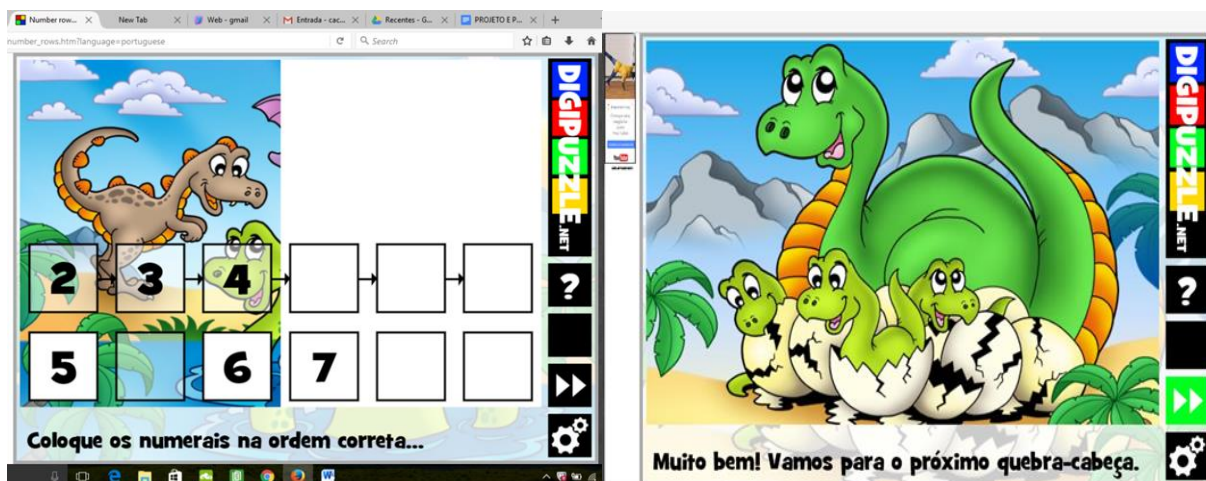 Number row...
New Tab
Web - gmail
Entrada - cac...
Recentes - G...
PROJETO E P...
number_rows.htm?language=portuguese
Search
DIGIPUZZLE.NET
2 3 4
5 6 7
?
Coloque os numerais na ordem correta...
W
DIGIPUZZLE.NET
?
Muito bem! Vamos para o próximo quebra-cabeça.